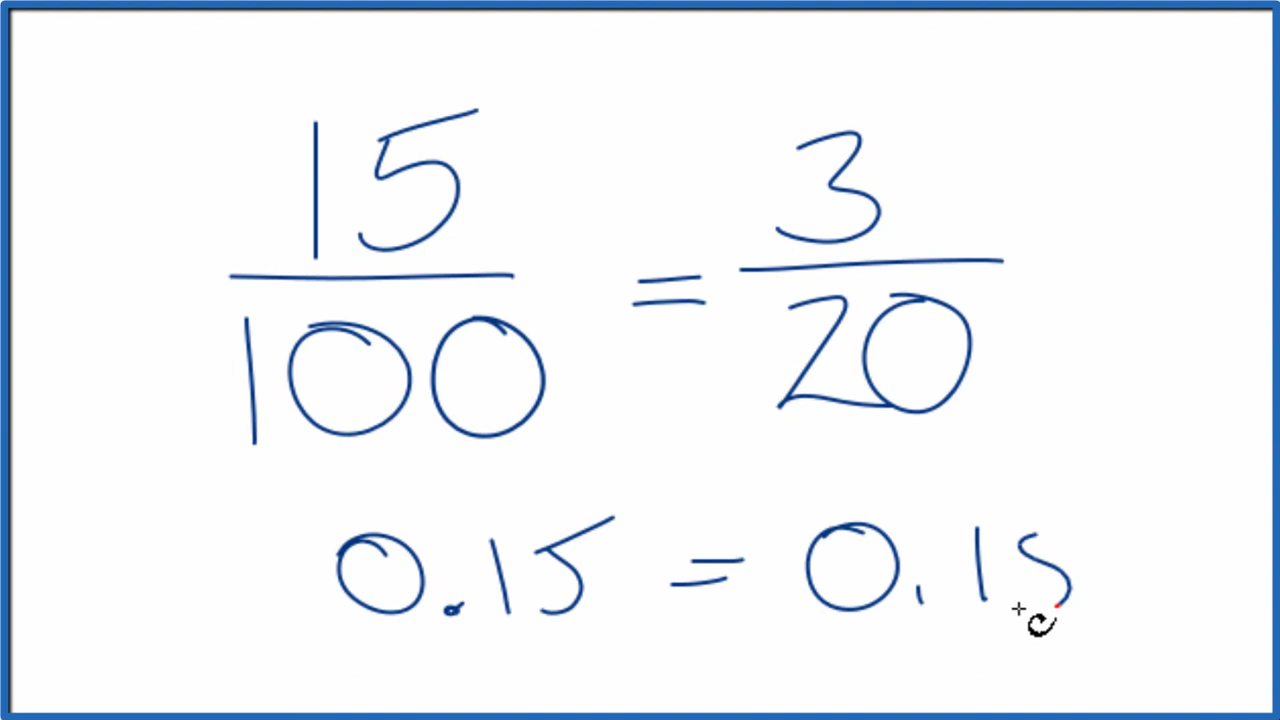 15/100 = 3/20
0.15 = 0.15